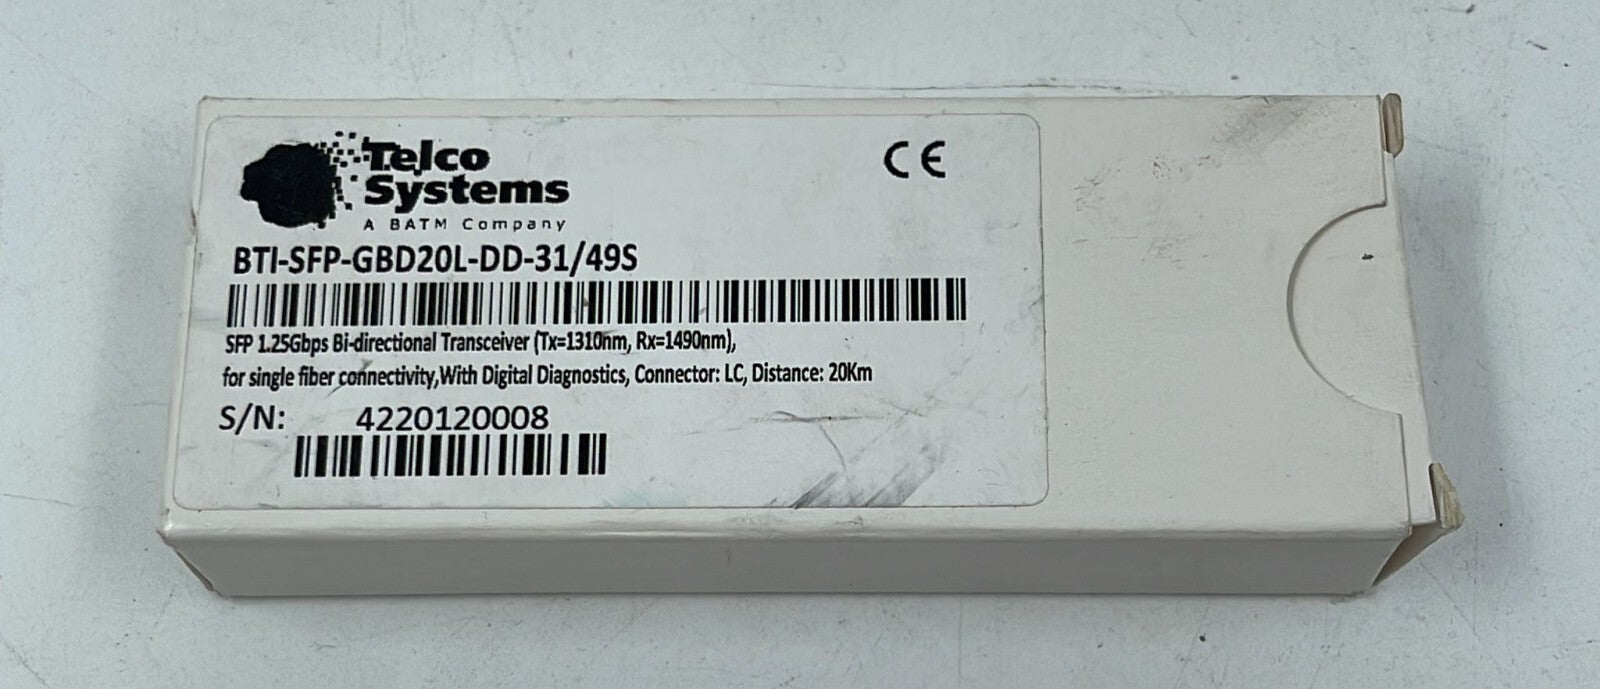 Telco
Systems
A BATM Company
CE
BTI-SFP-GBD20L-DD-31/49S
SFP 1.25Gbps Bi-directional Transceiver (Tx=1310nm, Rx=1490nm),
for single fiber connectivity,With Digital Diagnostics, Connector: LC, Distance: 20Km
S/N: 4220120008